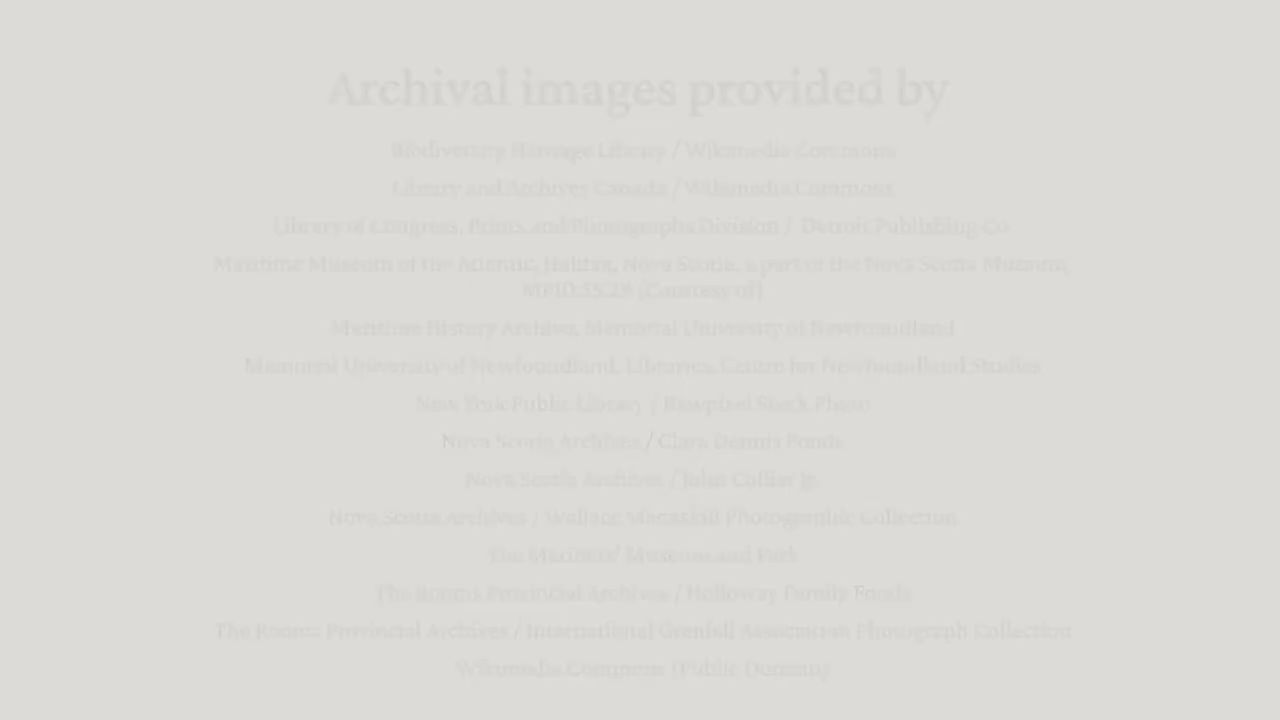 Archival images provided by
Biodiversity Heritage Library / Wikimedia Commons
Library and Archives Canada / Wikimedia Commons
Library of Congress, Prints and Photographs Division / Detroit Publishing Co
Maritime Museum of the Atlantic, Halifax, Nova Scotia, a part of the Nova Scotia Museum,
(Courtesy of)
Maritime History Archive, Memorial University of Newfoundland
Memorial University of Newfoundland, Libraries, Centre for Newfoundland Studies
New York Public Library / Rawpixel Stock Photo
Nova Scotia Archives / Clara Dennis Fonds
Nova Scotia Archives / John Collier Jr.
Nova Scotia Archives / Wallace Macaskill Photographic Collection
The Mariners' Museum and Park
The Rooms Provincial Archives / Holloway Family Fonds
The Rooms Provincial Archives / International Grenfell Association Photograph Collection
Wikimedia Commons (Public Domain)